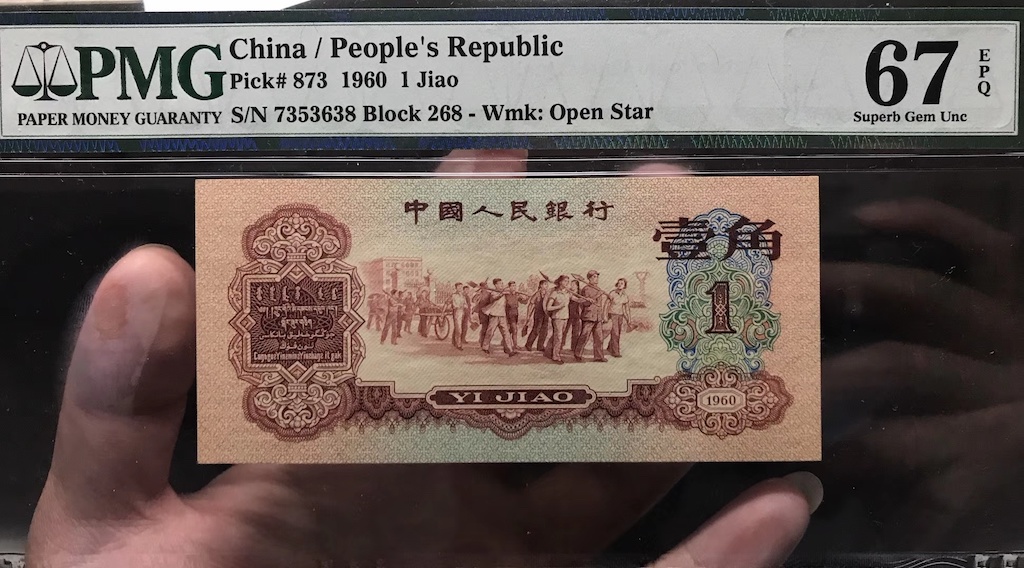 PMG
PAPER MONEY GUARANTY
China / People's Republic
Pick# 873 1960 1 Jiao
S/N 7353638 Block 268 - Wmk: Open Star
67
EPQ
Superb Gem Unc
中國人民銀行
壹角
1
YI JIAO
1960